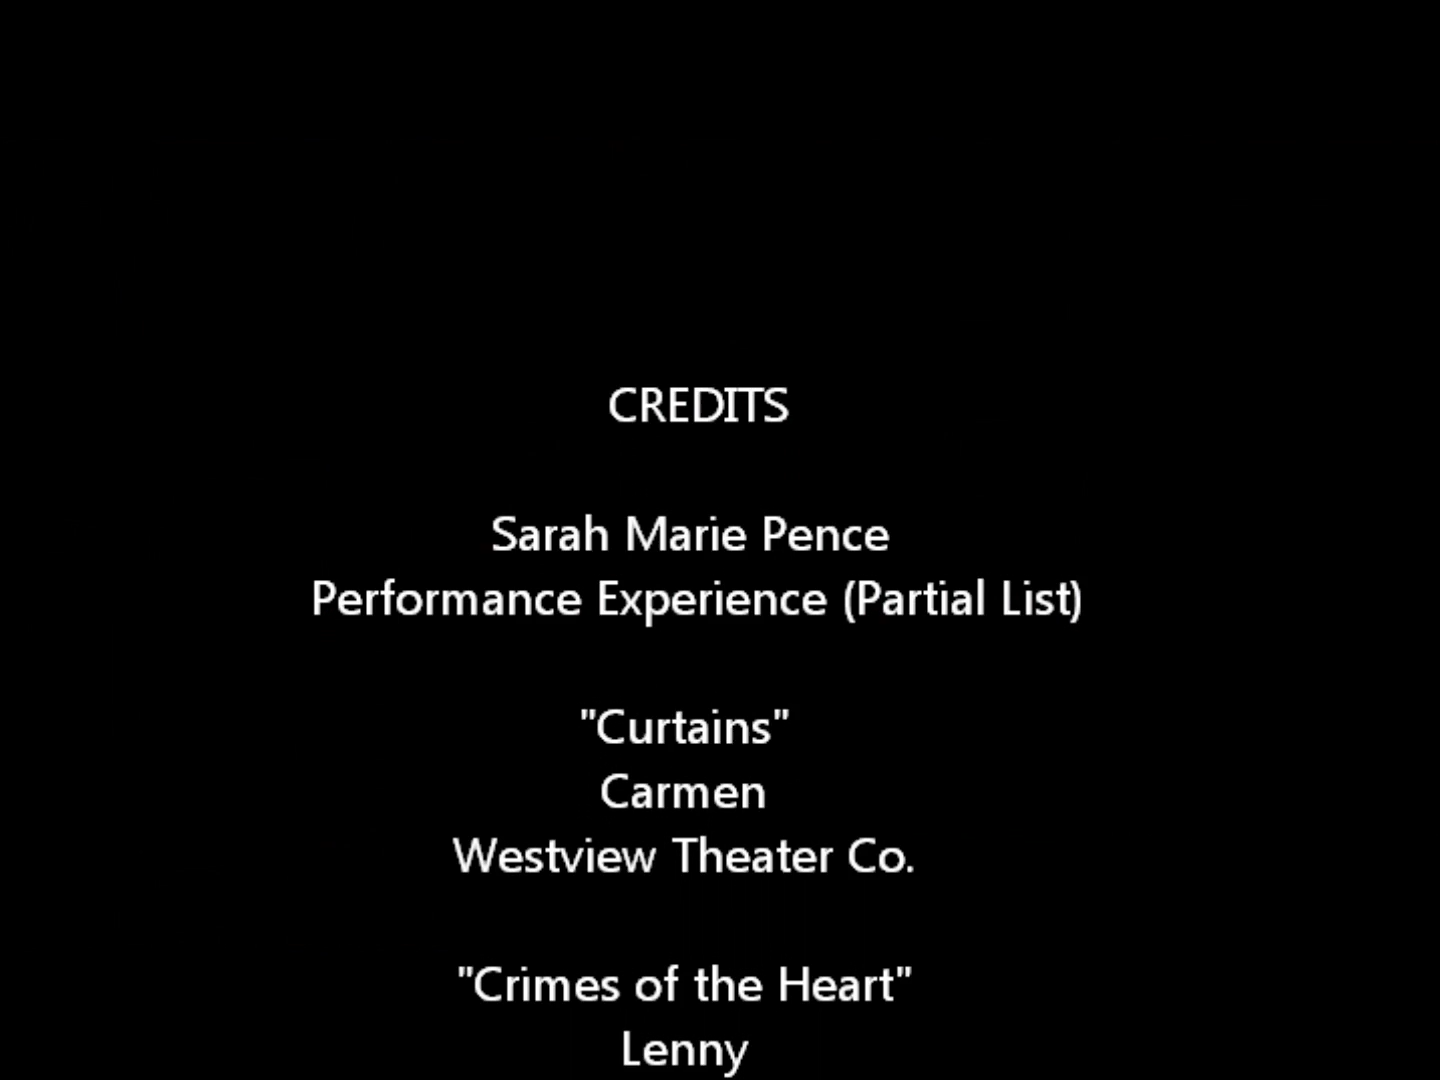 CREDITS
Sarah Marie Pence
Performance Experience (Partial List)
"Curtains"
Carmen
Westview Theater Co.
"Crimes of the Heart"
Lenny